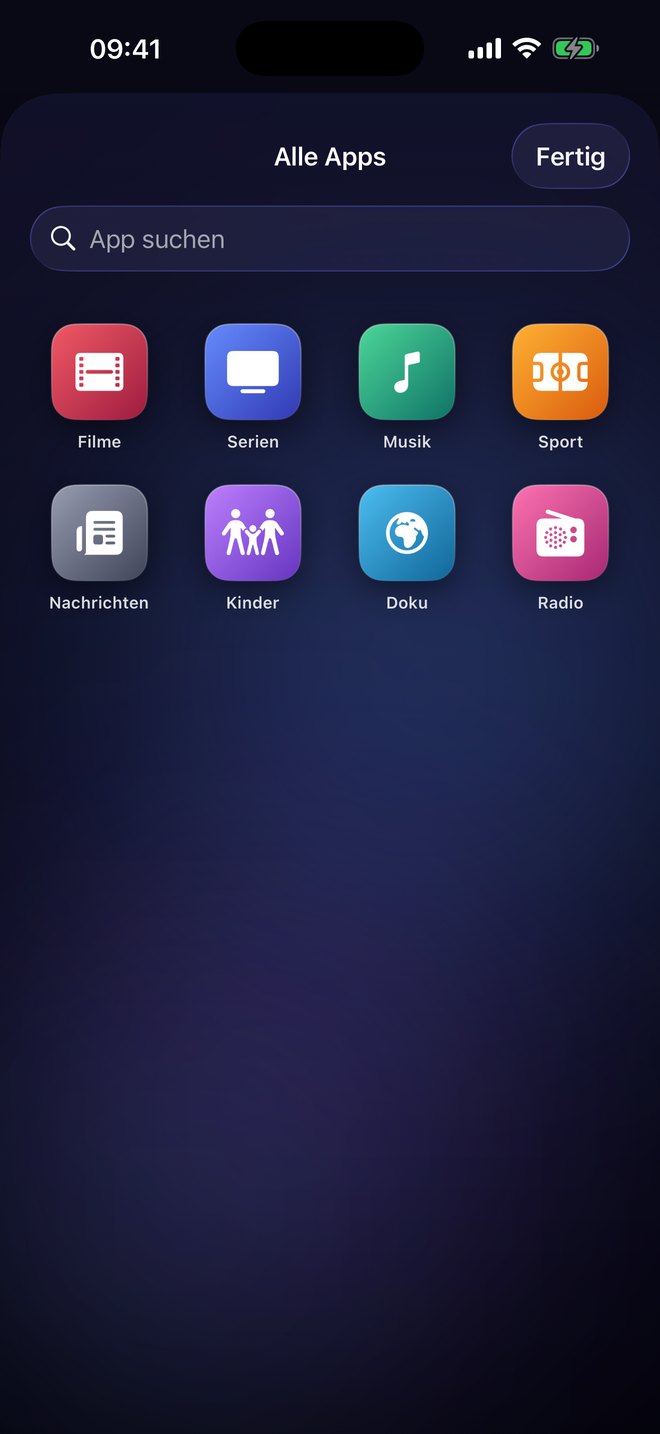 09:41
Alle Apps
Fertig
App suchen
Filme
Serien
Musik
Sport
Nachrichten
Kinder
Doku
Radio